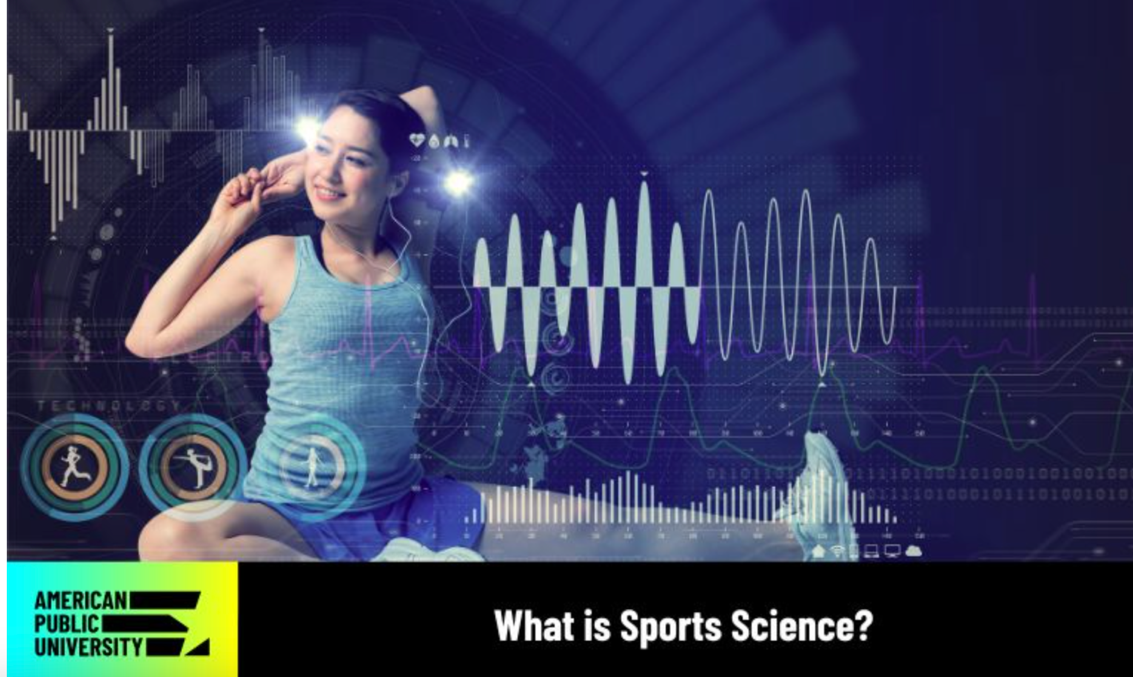 TECHNOLOGY
AMERICAN
PUBLIC
UNIVERSITY
What is Sports Science?